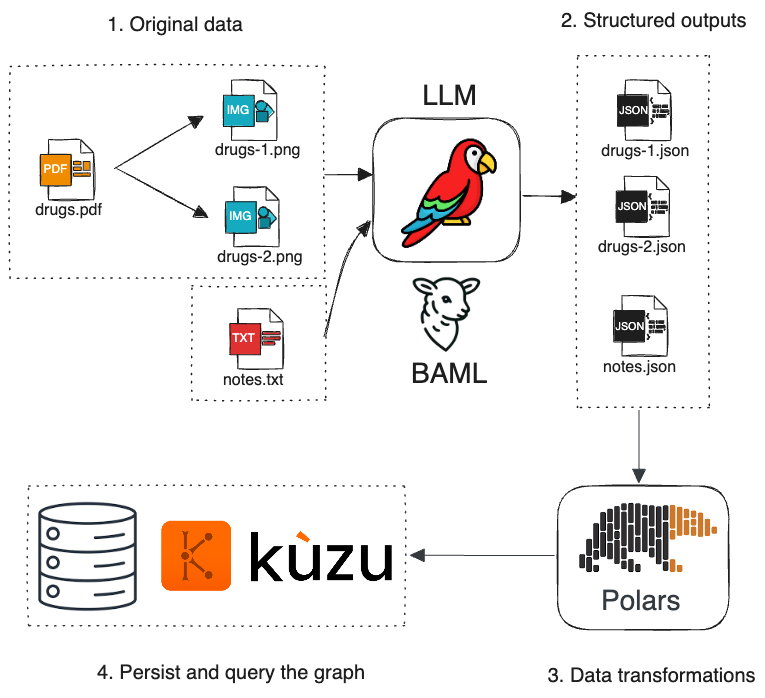 1. Original data
2. Structured outputs
IMG
drugs-1.png
PDF
drugs.pdf
IMG
drugs-2.png
TXT
notes.txt
LLM
BAML
JSON
drugs-1.json
JSON
drugs-2.json
JSON
notes.json
kùzu
Polars
4. Persist and query the graph
3. Data transformations